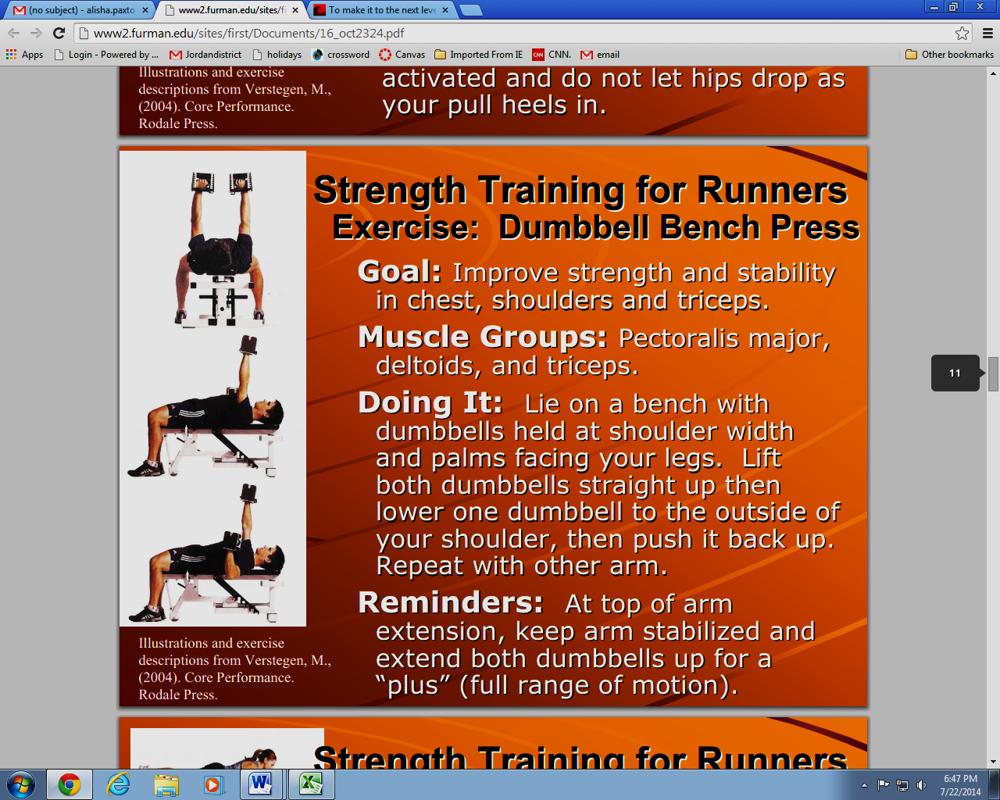 (no subject) - alisha.paxto
www2.furman.edu/sites/fi
To make it to the next leve
www2.furman.edu/sites/first/Documents/16_oct2324.pdf
Apps
Login - Powered by ...
Jordandistrict
holidays
crossword
Canvas
Imported From IE
CNN
CNN.
email
Other bookmarks
Illustrations and exercise
descriptions from Verstegen, M.,
(2004). Core Performance.
Rodale Press.
activated and do not let hips drop as
your pull heels in.
Strength Training for Runners
Exercise: Dumbbell Bench Press
Goal: Improve strength and stability
in chest, shoulders and triceps.
Muscle Groups: Pectoralis major,
deltoids, and triceps.
Doing It: Lie on a bench with
dumbbells held at shoulder width
and palms facing your legs. Lift
both dumbbells straight up then
lower one dumbbell to the outside of
your shoulder, then push it back up.
Repeat with other arm.
Reminders: At top of arm
extension, keep arm stabilized and
extend both dumbbells up for a
“plus” (full range of motion).
Illustrations and exercise
descriptions from Verstegen, M.,
(2004). Core Performance.
Rodale Press.
11
Strength Training for Runners
6:47 PM
7/22/2014